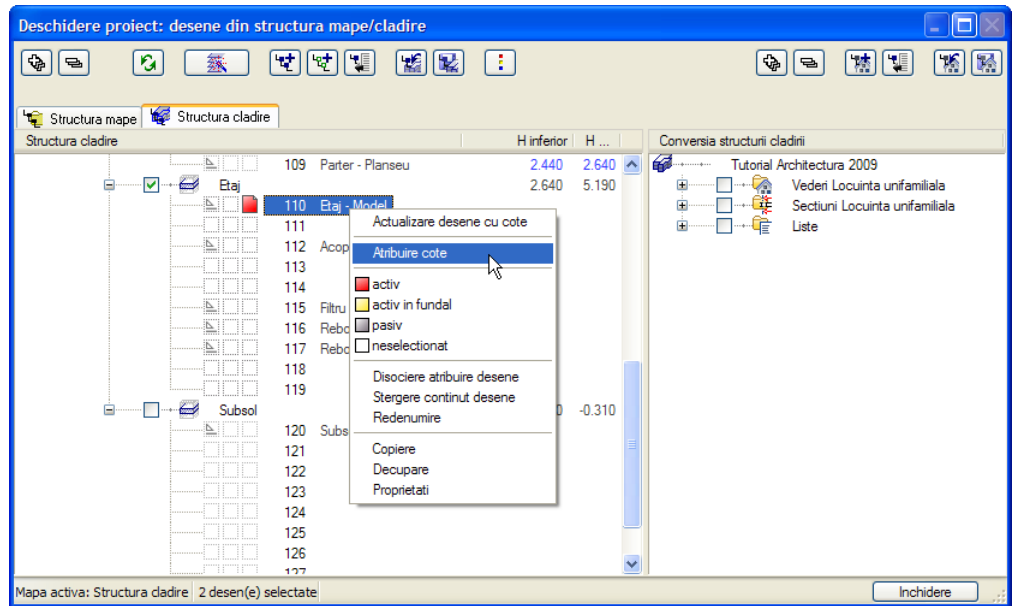 Deschidere proiect: desene din structura mape/cladire
Structura mape Structura cladire
Structura cladire H inferior H ... Conversia structurii cladirii
109 Parter - Planseu 2.440 2.640 Tutorial Architectura 2009
Etaj 2.640 5.190 Vederi Locuinta unifamiliala
110 Etaj - Model Sectiuni Locuinta unifamiliala
111 Actualizare desene cu cote Liste
112 Acop
Atribuire cote
113
114 activ
115 Filtru activ in fundal
116 Rebo pasiv
117 Rebo neselectionat
118
Disociere atribuire desene
119 Stergere continut desene
Subsol Redenumire -0.310
120 Subs
121 Copiere
122 Decupare
123 Proprietati
124
125
126
127
Mapa activa: Structura cladire 2 desen(e) selectate Inchidere